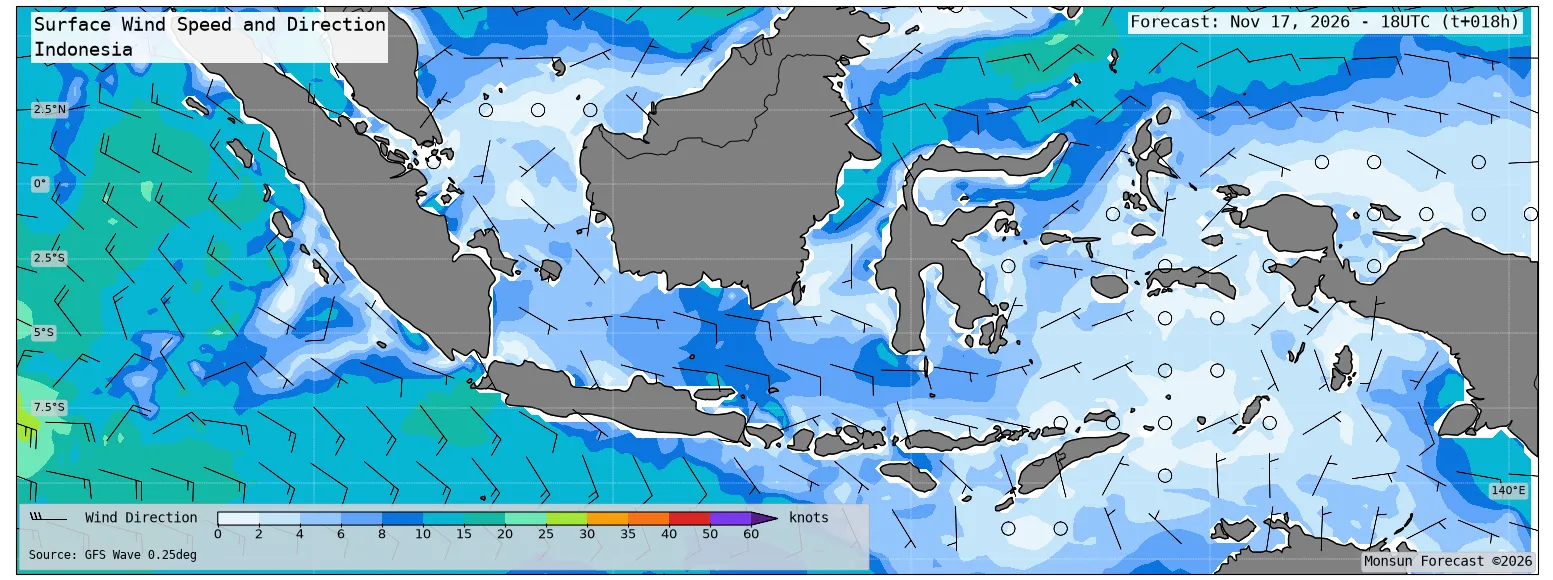 Surface Wind Speed and Direction
Indonesia
Forecast: Nov 17, 2026 - 18UTC (t+018h)
2.5°N
0°
2.5°S
5°S
7.5°S
140°E
Wind Direction
knots
0 2 4 6 8 10 15 20 25 30 35 40 50 60
Source: GFS Wave 0.25deg
Monsun Forecast ©2026